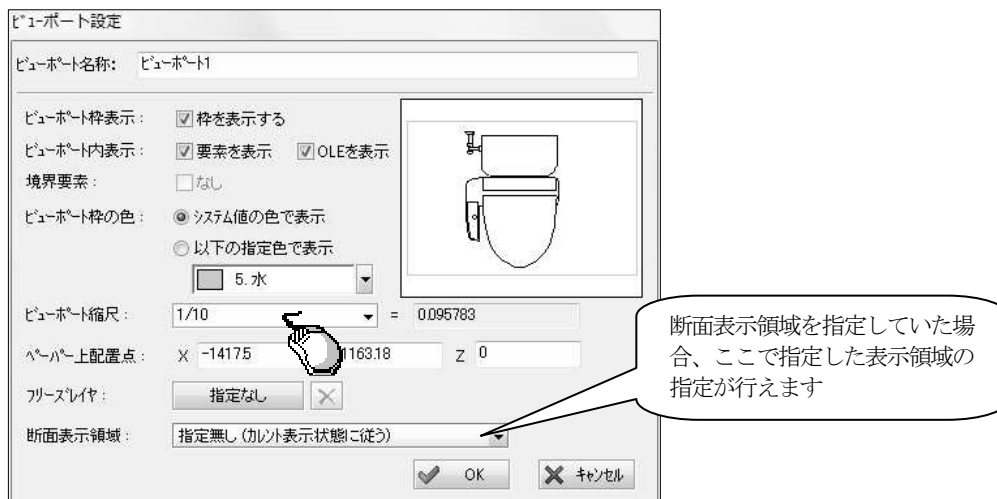 ﾋﾞｭｰポート設定
ﾋﾞｭｰﾎﾟｰﾄ名称: ﾋﾞｭｰﾎﾟｰﾄ1
ﾋﾞｭｰﾎﾟｰﾄ枠表示 : 枠を表示する
ﾋﾞｭｰﾎﾟｰﾄ内表示 : 要素を表示 OLEを表示
境界要素 : なし
ﾋﾞｭｰﾎﾟｰﾄ枠の色 : ｼｽﾃﾑ値の色で表示
以下の指定色で表示
5. 水
ﾋﾞｭｰﾎﾟｰﾄ縮尺 : 1/10 = 0.095783
ﾍﾟｰﾊﾟｰ上配置点 : X -1417.5 1163.18 Z 0
ﾌﾘｰｽﾞﾚｲﾔ : 指定なし
断面表示領域 : 指定無し (ｶﾚﾝﾄ表示状態に従う)
OK ｷｬﾝｾﾙ
断面表示領域を指定していた場
合、ここで指定した表示領域の
指定が行えます